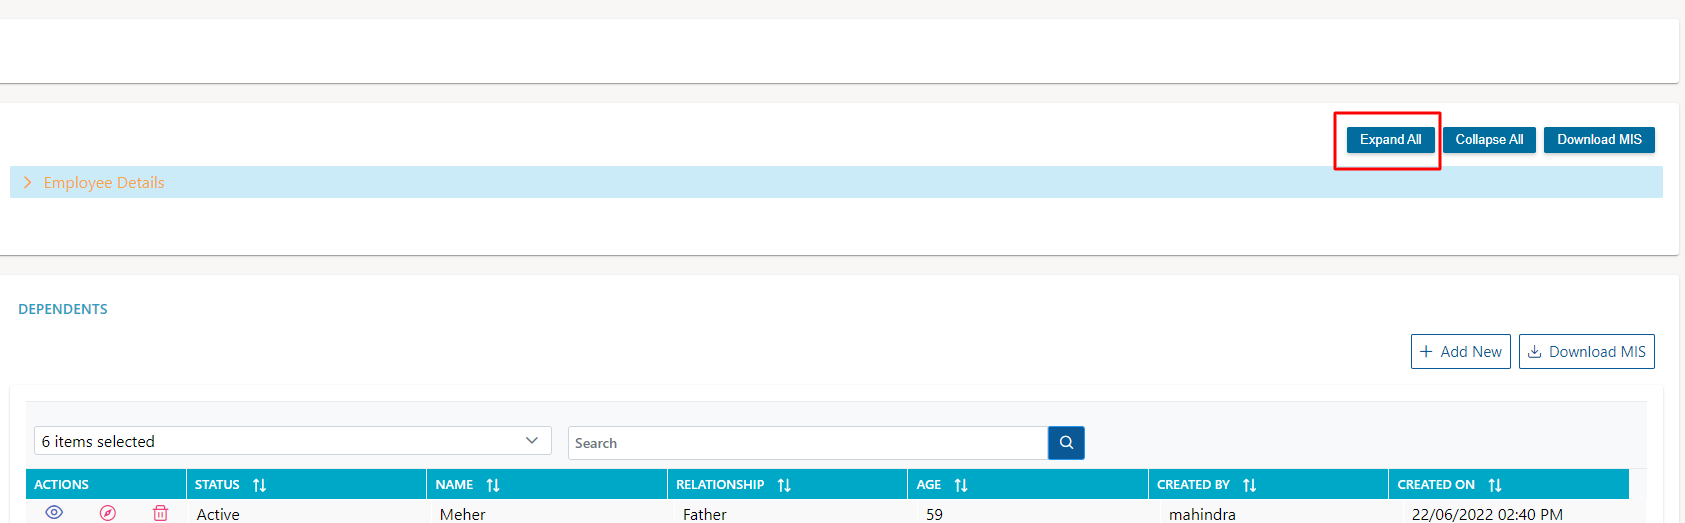 Expand All Collapse All Download MIS
Employee Details
DEPENDENTS
Add New Download MIS
6 items selected Search
ACTIONS STATUS NAME RELATIONSHIP AGE CREATED BY CREATED ON
Active Meher Father 59 mahindra 22/06/2022 02:40 PM